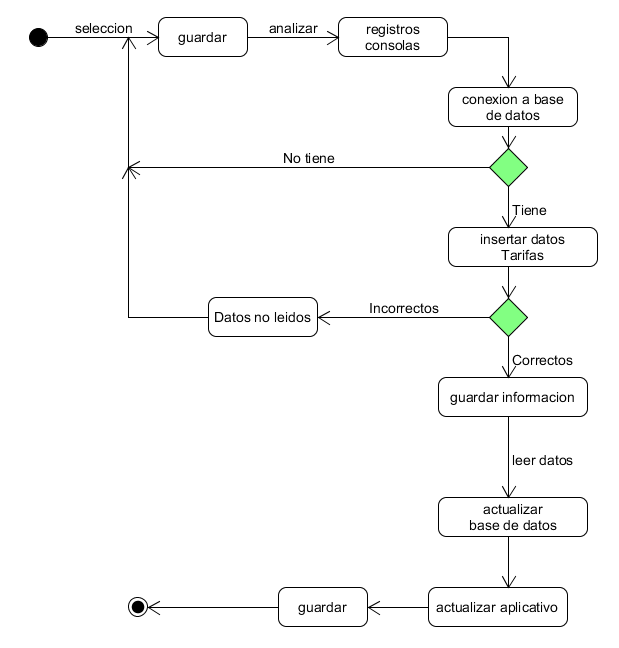 seleccion
guardar
analizar
registros
consolas
conexion a base
de datos
No tiene
Tiene
insertar datos
Tarifas
Datos no leidos
Incorrectos
Correctos
guardar informacion
leer datos
actualizar
base de datos
guardar
actualizar aplicativo